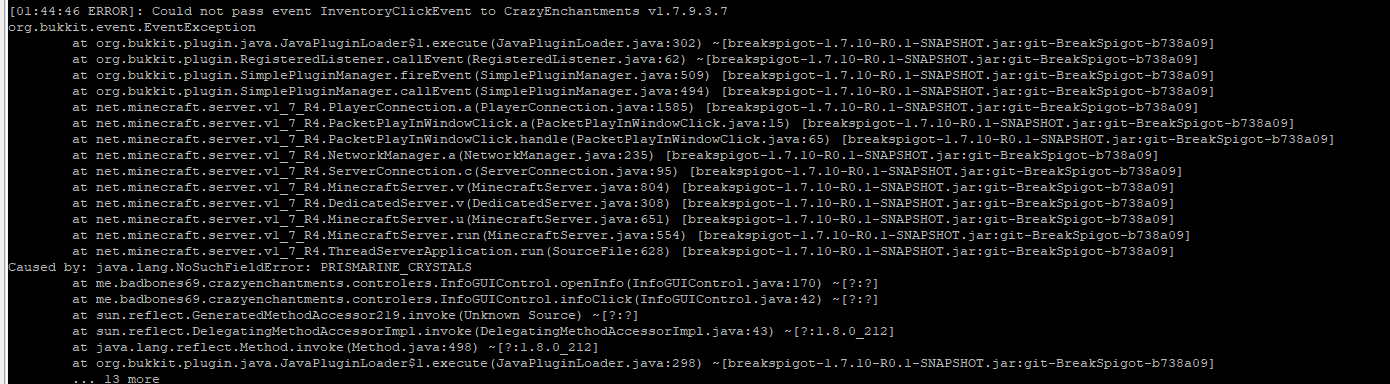 [01:44:46 ERROR]: Could not pass event InventoryClickEvent to CrazyEnchantments v1.7.9.3.7
org.bukkit.event.EventException
at org.bukkit.plugin.java.JavaPluginLoader$1.execute(JavaPluginLoader.java:302) ~[breakspigot-1.7.10-R0.1-SNAPSHOT.jar:git-BreakSpigot-b738a09]
at org.bukkit.plugin.RegisteredListener.callEvent(RegisteredListener.java:62) ~[breakspigot-1.7.10-R0.1-SNAPSHOT.jar:git-BreakSpigot-b738a09]
at org.bukkit.plugin.SimplePluginManager.fireEvent(SimplePluginManager.java:509) [breakspigot-1.7.10-R0.1-SNAPSHOT.jar:git-BreakSpigot-b738a09]
at org.bukkit.plugin.SimplePluginManager.callEvent(SimplePluginManager.java:494) [breakspigot-1.7.10-R0.1-SNAPSHOT.jar:git-BreakSpigot-b738a09]
at net.minecraft.server.v1_7_R4.PlayerConnection.a(PlayerConnection.java:1585) [breakspigot-1.7.10-R0.1-SNAPSHOT.jar:git-BreakSpigot-b738a09]
at net.minecraft.server.v1_7_R4.PacketPlayInWindowClick.a(PacketPlayInWindowClick.java:15) [breakspigot-1.7.10-R0.1-SNAPSHOT.jar:git-BreakSpigot-b738a09]
at net.minecraft.server.v1_7_R4.PacketPlayInWindowClick.handle(PacketPlayInWindowClick.java:65) [breakspigot-1.7.10-R0.1-SNAPSHOT.jar:git-BreakSpigot-b738a09]
at net.minecraft.server.v1_7_R4.NetworkManager.a(NetworkManager.java:235) [breakspigot-1.7.10-R0.1-SNAPSHOT.jar:git-BreakSpigot-b738a09]
at net.minecraft.server.v1_7_R4.ServerConnection.c(ServerConnection.java:95) [breakspigot-1.7.10-R0.1-SNAPSHOT.jar:git-BreakSpigot-b738a09]
at net.minecraft.server.v1_7_R4.MinecraftServer.v(MinecraftServer.java:804) [breakspigot-1.7.10-R0.1-SNAPSHOT.jar:git-BreakSpigot-b738a09]
at net.minecraft.server.v1_7_R4.DedicatedServer.v(DedicatedServer.java:308) [breakspigot-1.7.10-R0.1-SNAPSHOT.jar:git-BreakSpigot-b738a09]
at net.minecraft.server.v1_7_R4.MinecraftServer.u(MinecraftServer.java:651) [breakspigot-1.7.10-R0.1-SNAPSHOT.jar:git-BreakSpigot-b738a09]
at net.minecraft.server.v1_7_R4.MinecraftServer.run(MinecraftServer.java:554) [breakspigot-1.7.10-R0.1-SNAPSHOT.jar:git-BreakSpigot-b738a09]
at net.minecraft.server.v1_7_R4.ThreadServerApplication.run(SourceFile:628) [breakspigot-1.7.10-R0.1-SNAPSHOT.jar:git-BreakSpigot-b738a09]
Caused by: java.lang.NoSuchFieldError: PRISMARINE_CRYSTALS
at me.badbones69.crazyenchantments.controlers.InfoGUIControl.openInfo(InfoGUIControl.java:170) ~[?:?]
at me.badbones69.crazyenchantments.controlers.InfoGUIControl.infoClick(InfoGUIControl.java:42) ~[?:?]
at sun.reflect.GeneratedMethodAccessor219.invoke(Unknown Source) ~[?:?]
at sun.reflect.DelegatingMethodAccessorImpl.invoke(DelegatingMethodAccessorImpl.java:43) ~[?:1.8.0_212]
at java.lang.reflect.Method.invoke(Method.java:498) ~[?:1.8.0_212]
at org.bukkit.plugin.java.JavaPluginLoader$1.execute(JavaPluginLoader.java:298) ~[breakspigot-1.7.10-R0.1-SNAPSHOT.jar:git-BreakSpigot-b738a09]
... 13 more